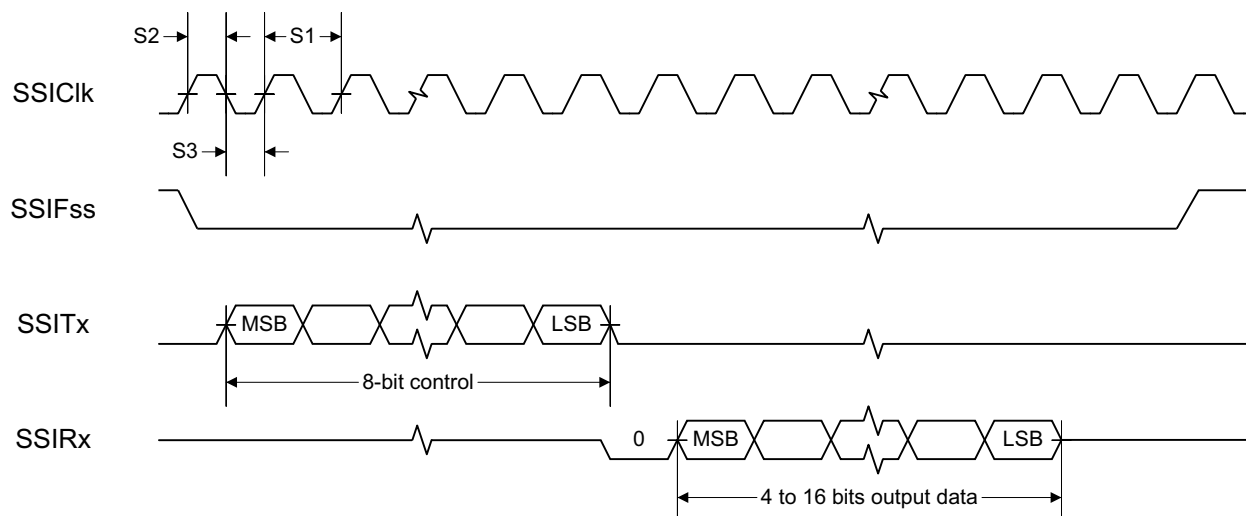 S2
S1
SSIClk
S3
SSIFss
SSITx
MSB
LSB
8-bit control
SSIRx
0
MSB
LSB
4 to 16 bits output data